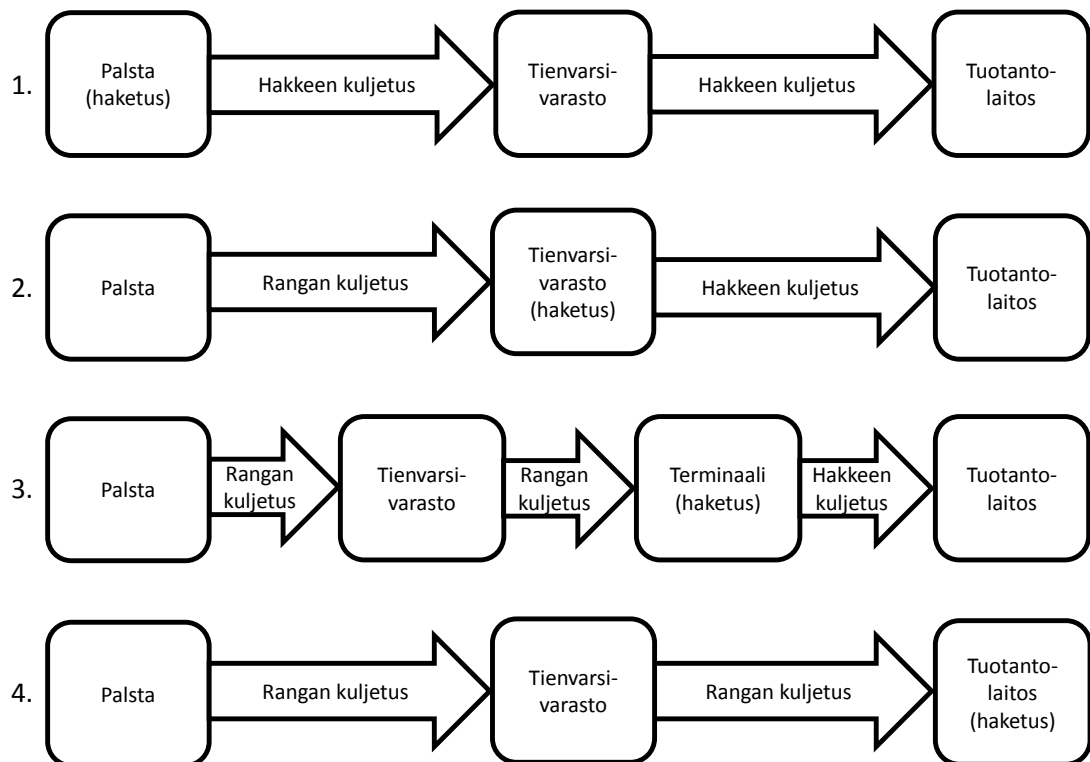 1.
Palsta
(haketus)
Hakkeen kuljetus
Tienvarsi-
varasto
Hakkeen kuljetus
Tuotanto-
laitos
2.
Palsta
Rangan kuljetus
Tienvarsi-
varasto
(haketus)
Hakkeen kuljetus
Tuotanto-
laitos
3.
Palsta
Rangan
kuljetus
Tienvarsi-
varasto
Rangan
kuljetus
Terminaali
(haketus)
Hakkeen
kuljetus
Tuotanto-
laitos
4.
Palsta
Rangan kuljetus
Tienvarsi-
varasto
Rangan kuljetus
Tuotanto-
laitos
(haketus)